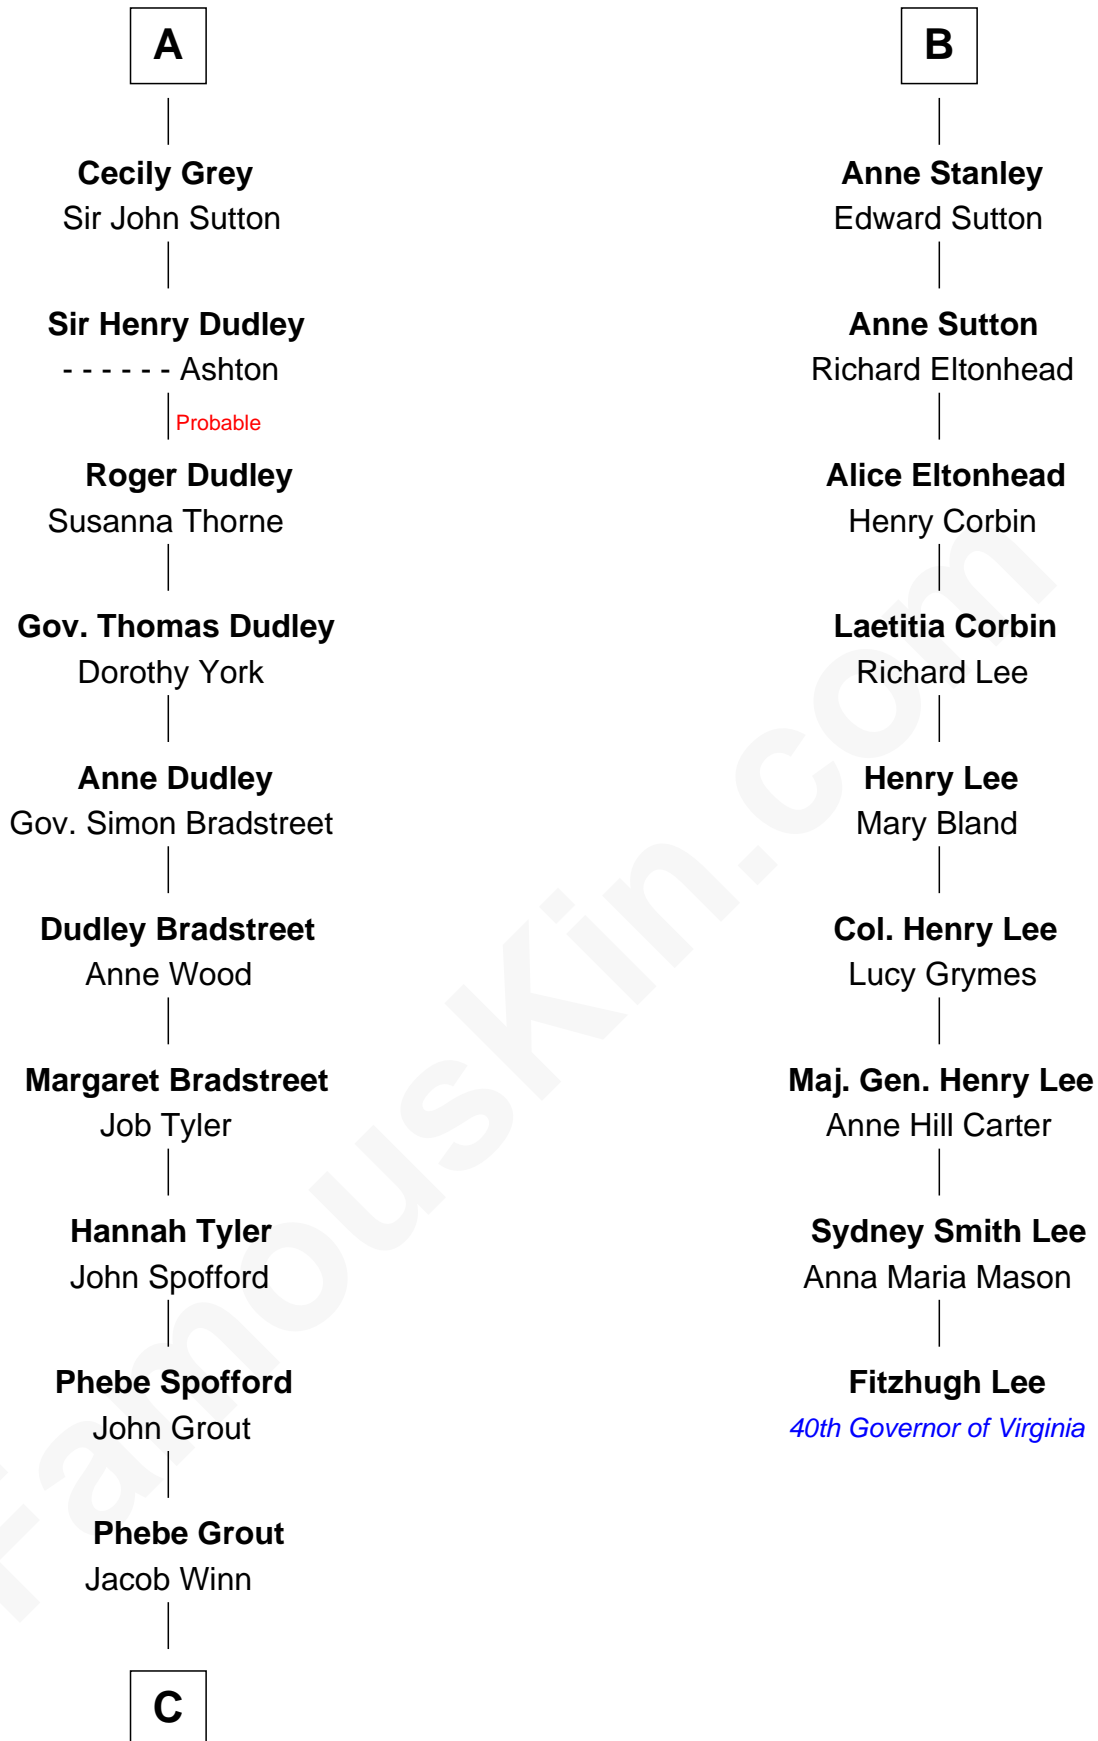 A
Cecily Grey
Sir John Sutton
Sir Henry Dudley
- - - - - - Ashton
Probable
Roger Dudley
Susanna Thorne
Gov. Thomas Dudley
Dorothy York
Anne Dudley
Gov. Simon Bradstreet
Dudley Bradstreet
Anne Wood
Margaret Bradstreet
Job Tyler
Hannah Tyler
John Spofford
Phebe Spofford
John Grout
Phebe Grout
Jacob Winn
C
B
Anne Stanley
Edward Sutton
Anne Sutton
Richard Eltonhead
Alice Eltonhead
Henry Corbin
Laetitia Corbin
Richard Lee
Henry Lee
Mary Bland
Col. Henry Lee
Lucy Grymes
Maj. Gen. Henry Lee
Anne Hill Carter
Sydney Smith Lee
Anna Maria Mason
Fitzhugh Lee
40th Governor of Virginia
FamousKin.com